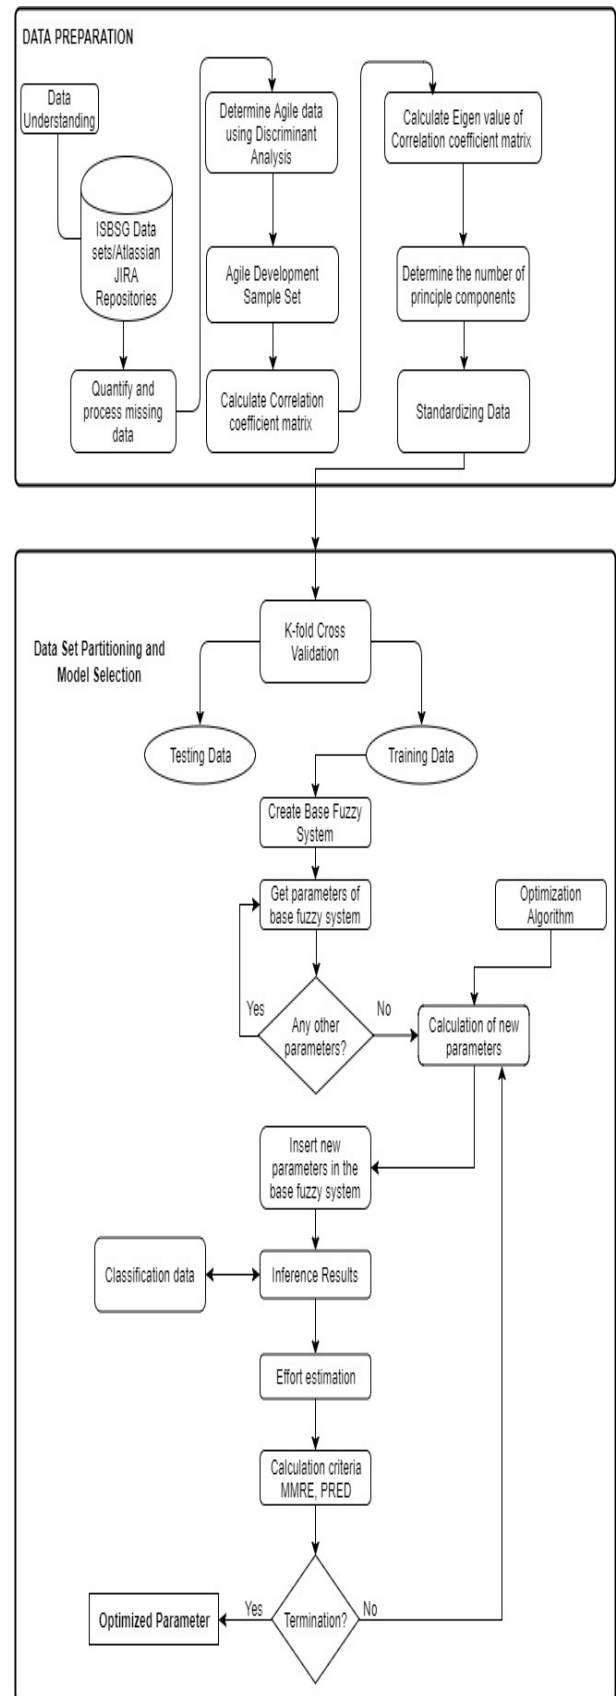 DATA PREPARATION
Data
Understanding
ISBSG Data
sets/Atlassian
JIRA
Repositories
Quantify and
process missing
data
Determine Agile data
using Discriminant
Analysis
Agile Development
Sample Set
Calculate Correlation
coefficient matrix
Calculate Eigen value of
Correlation coefficient matrix
Determine the number of
principle components
Standardizing Data
Data Set Partitioning and
Model Selection
K-fold Cross
Validation
Testing Data
Training Data
Create Base Fuzzy
System
Get parameters of
base fuzzy system
Optimization
Algorithm
Yes
Any other
parameters?
No
Calculation of new
parameters
Insert new
parameters in the
base fuzzy system
Classification data
Inference Results
Effort estimation
Calculation criteria
MMRE, PRED
Optimized Parameter
Yes
Termination?
No